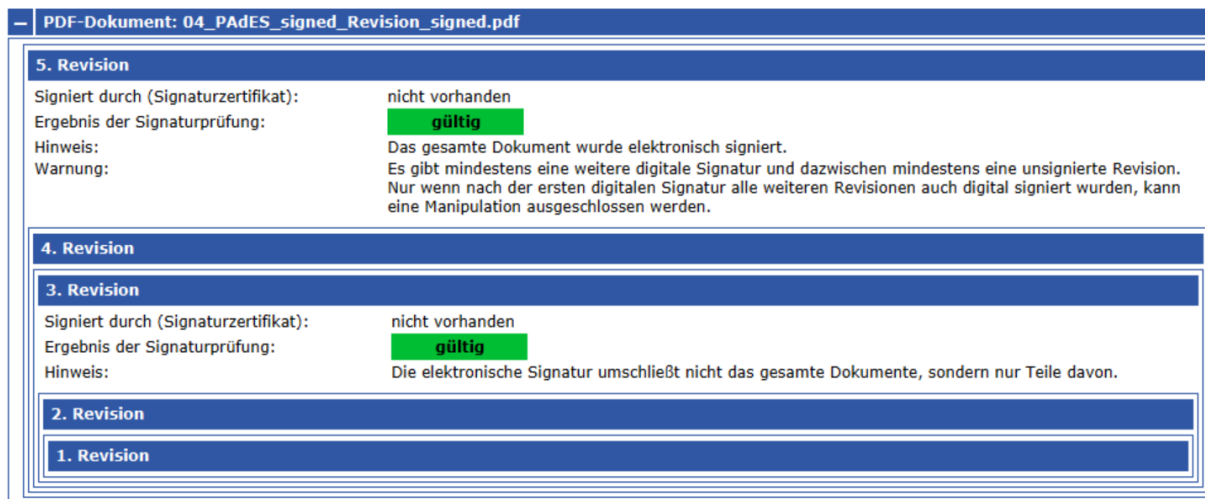 PDF-Dokument: 04_PAdES_signed_Revision_signed.pdf
5. Revision
Signiert durch (Signaturzertifikat): nicht vorhanden
Ergebnis der Signaturprüfung: gültig
Hinweis: Das gesamte Dokument wurde elektronisch signiert.
Warnung: Es gibt mindestens eine weitere digitale Signatur und dazwischen mindestens eine unsignierte Revision.
Nur wenn nach der ersten digitalen Signatur alle weiteren Revisionen auch digital signiert wurden, kann
eine Manipulation ausgeschlossen werden.
4. Revision
3. Revision
Signiert durch (Signaturzertifikat): nicht vorhanden
Ergebnis der Signaturprüfung: gültig
Hinweis: Die elektronische Signatur umschließt nicht das gesamte Dokumente, sondern nur Teile davon.
2. Revision
1. Revision